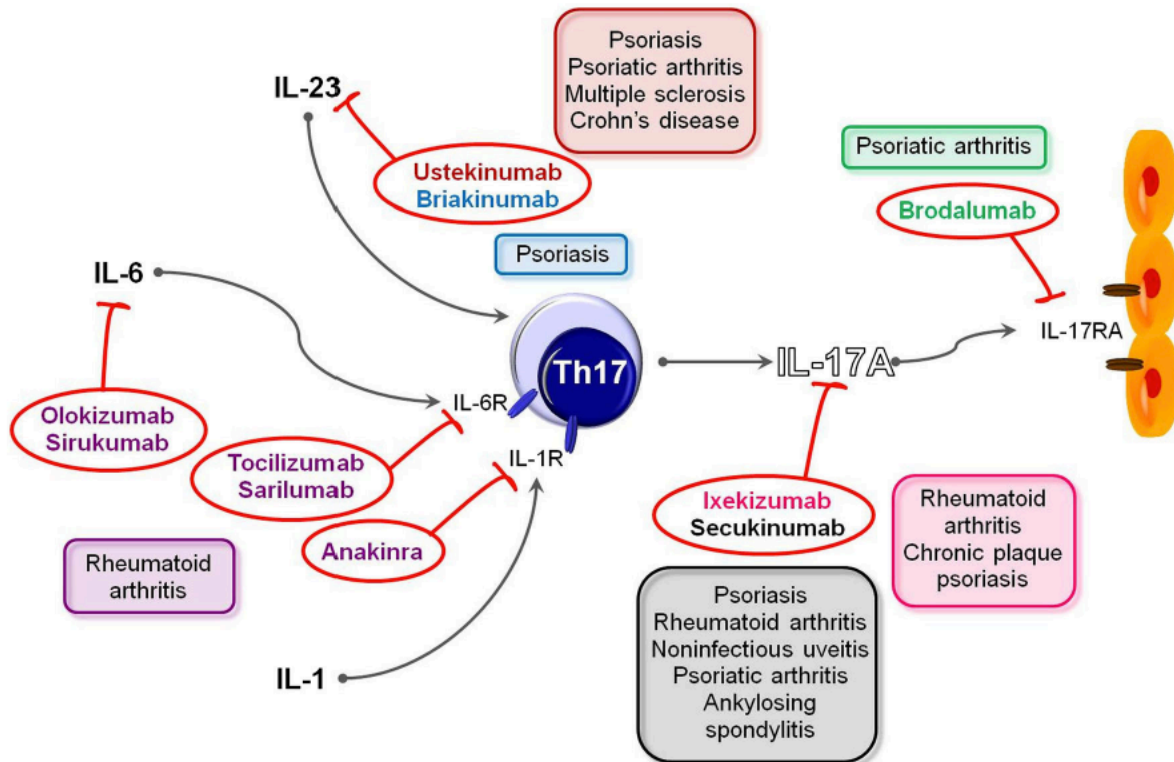 Psoriasis
Psoriatic arthritis
Multiple sclerosis
Crohn's disease
IL-23
Ustekinumab
Briakinumab
Psoriatic arthritis
Brodalumab
Psoriasis
IL-6
IL-17RA
Th17
IL-17A
IL-6R
Olokizumab
Sirukumab
Tocilizumab
Sarilumab
IL-1R
Ixekizumab
Secukinumab
Rheumatoid
arthritis
Chronic plaque
psoriasis
Anakinra
Rheumatoid
arthritis
Psoriasis
Rheumatoid arthritis
Noninfectious uveitis
Psoriatic arthritis
Ankylosing
spondylitis
IL-1